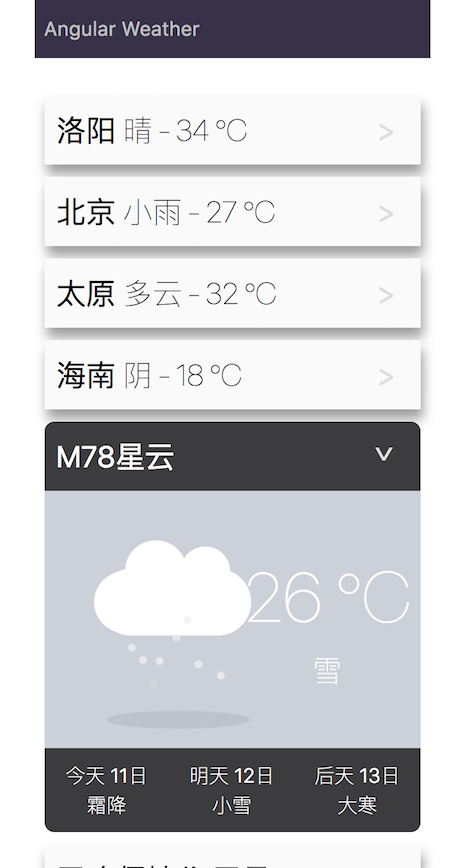 Angular Weather
洛阳 晴 - 34 °C >
北京 小雨 - 27 °C >
太原 多云 - 32 °C >
海南 阴 - 18 °C >
M78星云
26 °C
雪
今天 11日 明天 12日 后天 13日
霜降 小雪 大寒